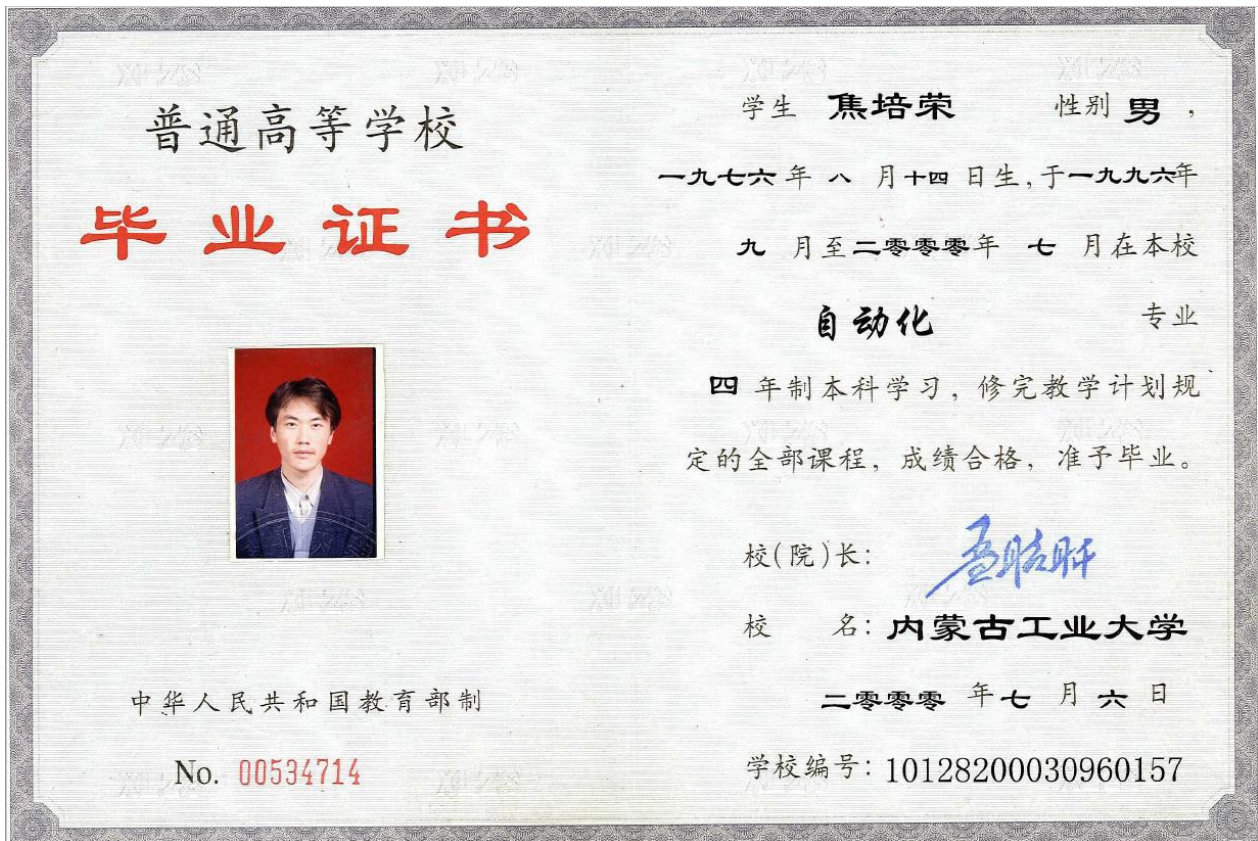 普通高等学校
毕业证书
中华人民共和国教育部制
No. 00534714
学生 焦培荣 性别 男，
一九七六年 八 月十四 日生,于一九九六年
九 月至二零零零年 七 月在本校
自动化 专业
四 年制本科学习，修完教学计划规
定的全部课程，成绩合格，准予毕业。
校(院)长：
校 名：内蒙古工业大学
二零零零 年七 月 六 日
学校编号：10128200030960157